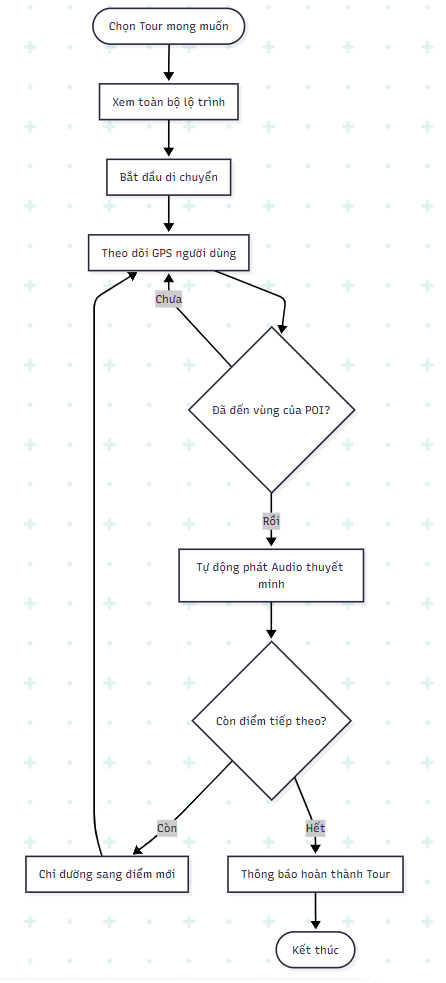 Chọn Tour mong muốn
Xem toàn bộ lộ trình
Bắt đầu di chuyển
Theo dõi GPS người dùng
Chưa
Đã đến vùng của POI?
Rồi
Tự động phát Audio thuyết
minh
Còn điểm tiếp theo?
Còn
Hết
Chỉ đường sang điểm mới
Thông báo hoàn thành Tour
Kết thúc